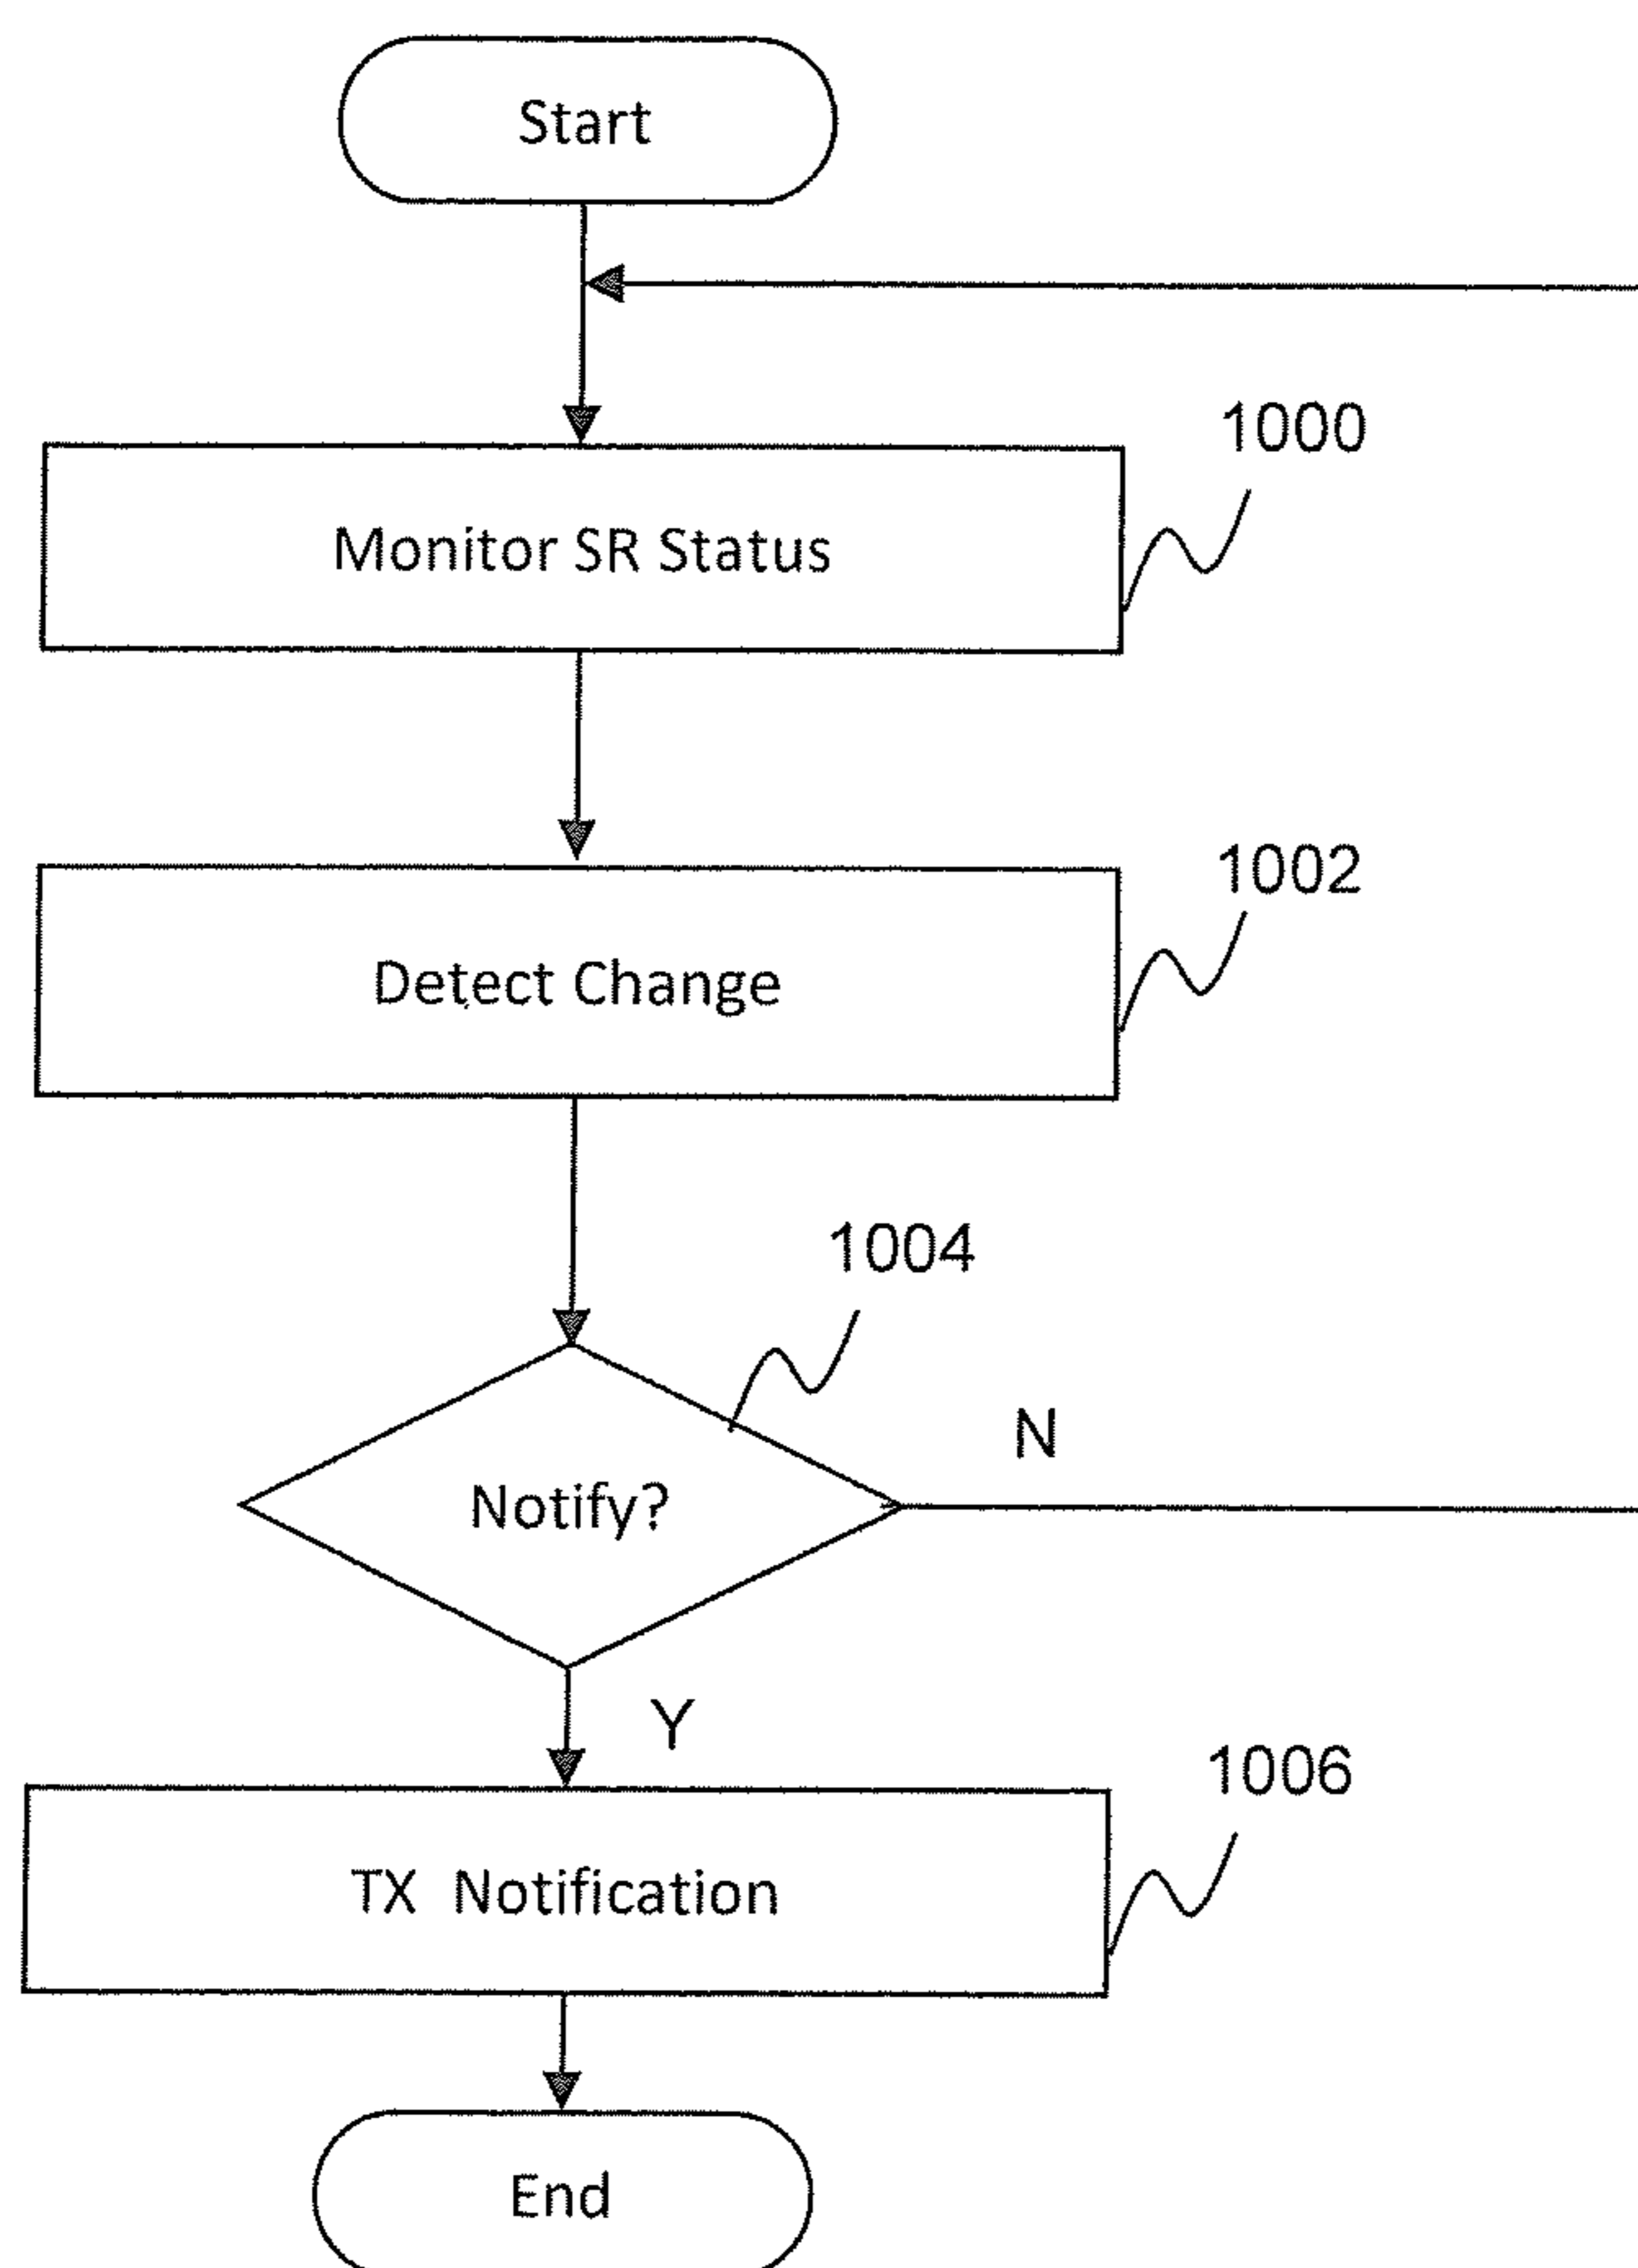 Start
1000
Monitor SR Status
1002
Detect Change
1004
N
Notify?
Y
1006
TX Notification
End